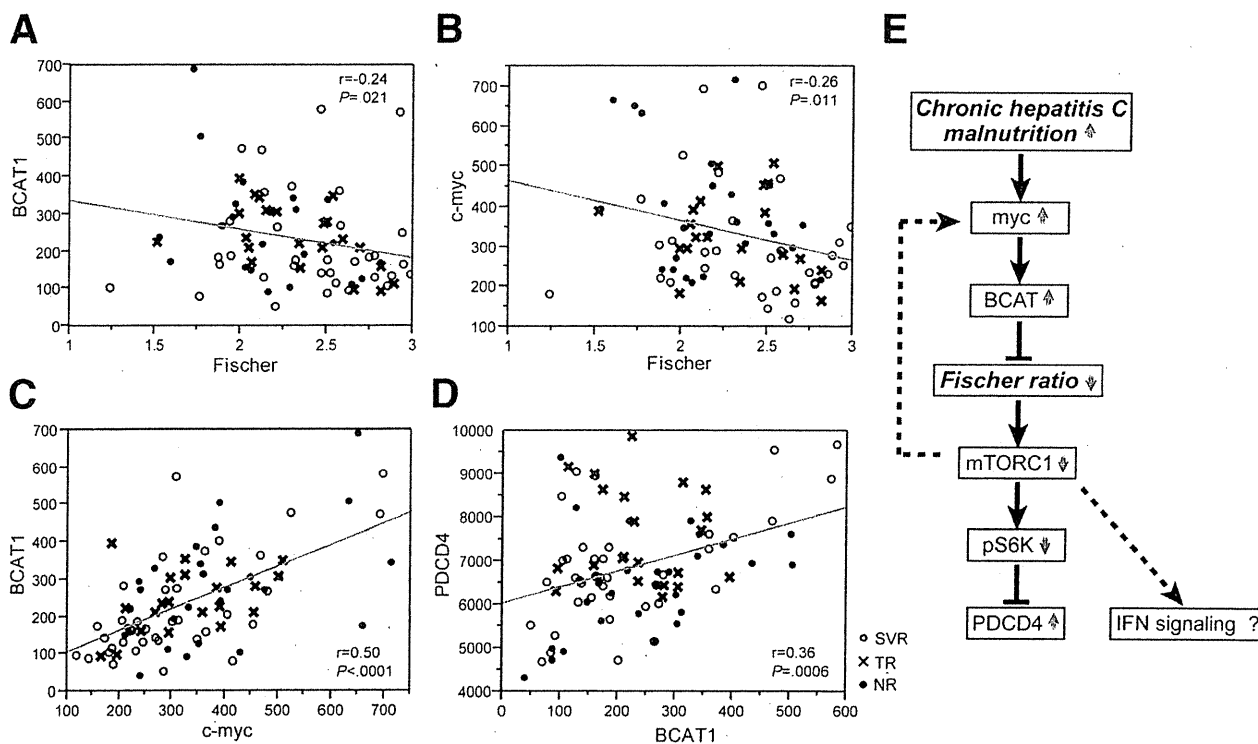 A
700
600
500
400
300
200
100
0
BCAT1
r=-0.24
P=.021
1
1.5
2
2.5
3
Fischer
B
700
600
500
400
300
200
100
c-myc
r=-0.26
P=.011
1
1.5
2
2.5
3
Fischer
C
700
600
500
400
300
200
100
0
BCAT1
r=0.50
P<.0001
100
200
300
400
500
600
700
c-myc
D
10000
9000
8000
7000
6000
5000
4000
PDCD4
r=0.36
P=.0006
0
100
200
300
400
500
600
BCAT1
SVR
TR
NR
E
Chronic hepatitis C
malnutrition ⇧
myc ⇧
BCAT ⇧
Fischer ratio ⇩
mTORC1 ⇩
pS6K ⇩
PDCD4 ⇧
IFN signaling ?